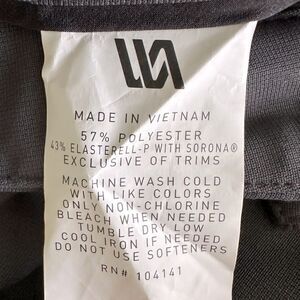 MADE IN VIETNAM
57% POLYESTER
43% ELASTERELL-P WITH SORONA®
EXCLUSIVE OF TRIMS
MACHINE WASH COLD
WITH LIKE COLORS
ONLY NON-CHLORINE
BLEACH WHEN NEEDED
TUMBLE DRY LOW
COOL IRON IF NEEDED
DO NOT USE SOFTENERS
RN# 104141